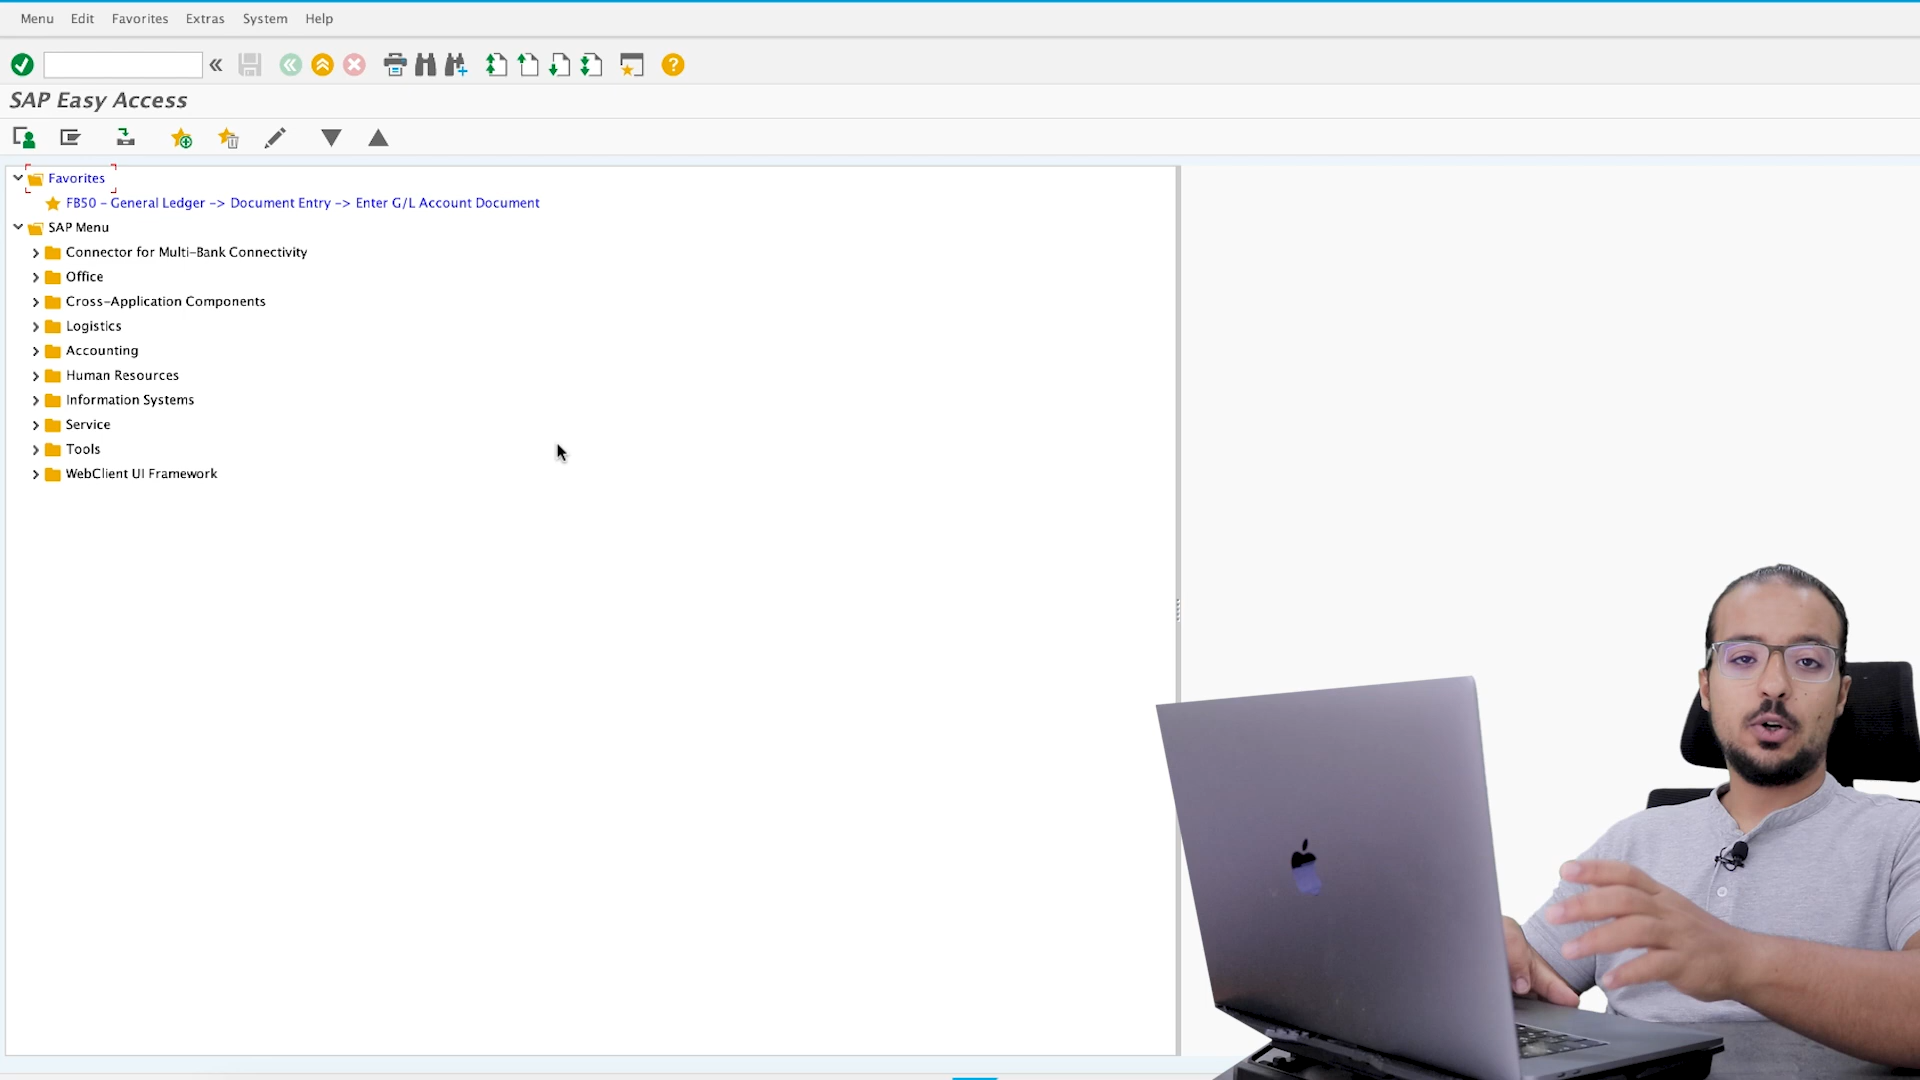 Menu Edit Favorites Extras System Help
SAP Easy Access
Favorites
FB50 - General Ledger -> Document Entry -> Enter G/L Account Document
SAP Menu
Connector for Multi-Bank Connectivity
Office
Cross-Application Components
Logistics
Accounting
Human Resources
Information Systems
Service
Tools
WebClient UI Framework